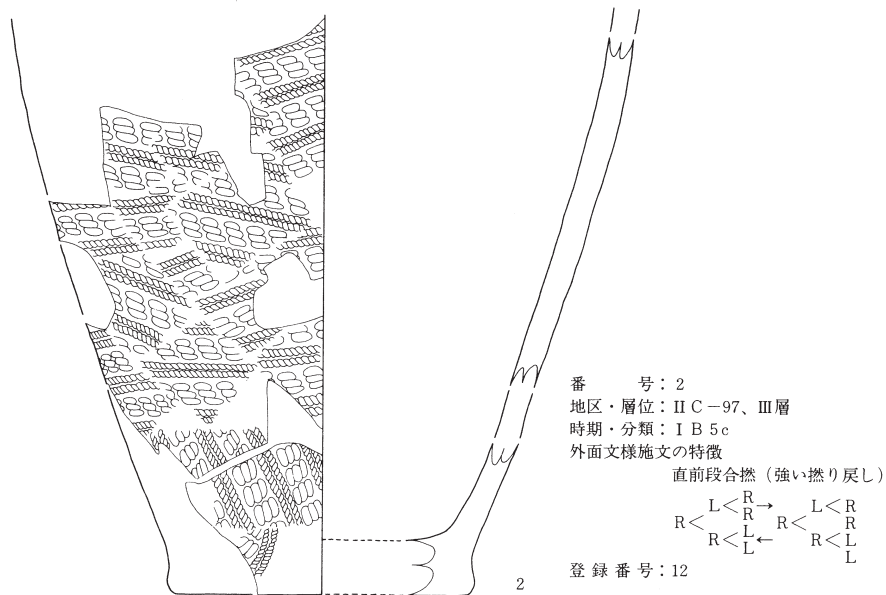 番　　　号：2
地区・層位：ⅡC－97、Ⅲ層
時期・分類：ⅠB5c
外面文様施文の特徴
直前段合撚（強い撚り戻し）
L＜R→　L＜R
R＜　R　R＜　R
R＜L←　R＜L
L　L
登録番号：12
2